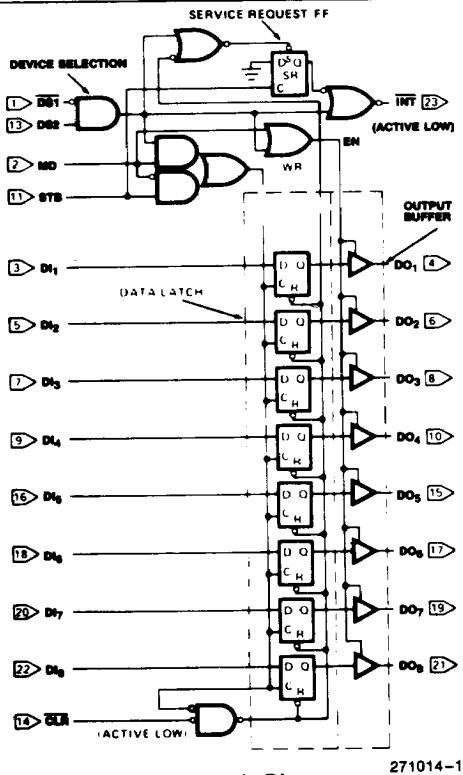 SERVICE REQUEST FF
DEVICE SELECTION
D S Q
SR
C
1 DS1
13 DS2
INT 23
(ACTIVE LOW)
2 MD
EN
WR
11 STB
OUTPUT
BUFFER
3 DI1 D Q C R DO1 4
DATA LATCH
5 DI2 D Q C R DO2 6
7 DI3 D Q C R DO3 8
9 DI4 D Q C R DO4 10
16 DI5 D Q C R DO5 15
18 DI6 D Q C R DO6 17
20 DI7 D Q C R DO7 19
22 DI8 D Q C R DO8 21
14 CLR
(ACTIVE LOW)
271014-1